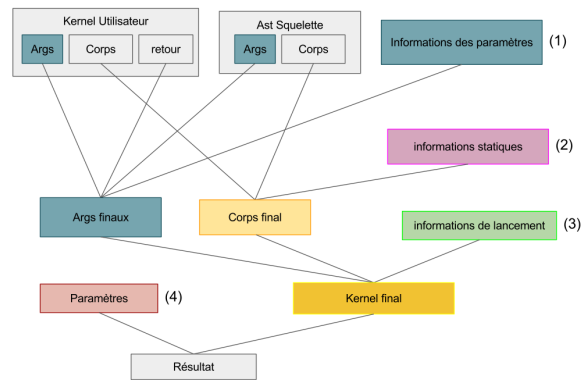 Kernel Utilisateur
Args
Corps
retour
Ast Squelette
Args
Corps
Informations des paramètres
(1)
informations statiques
(2)
Args finaux
Corps final
informations de lancement
(3)
Paramètres
(4)
Kernel final
Résultat